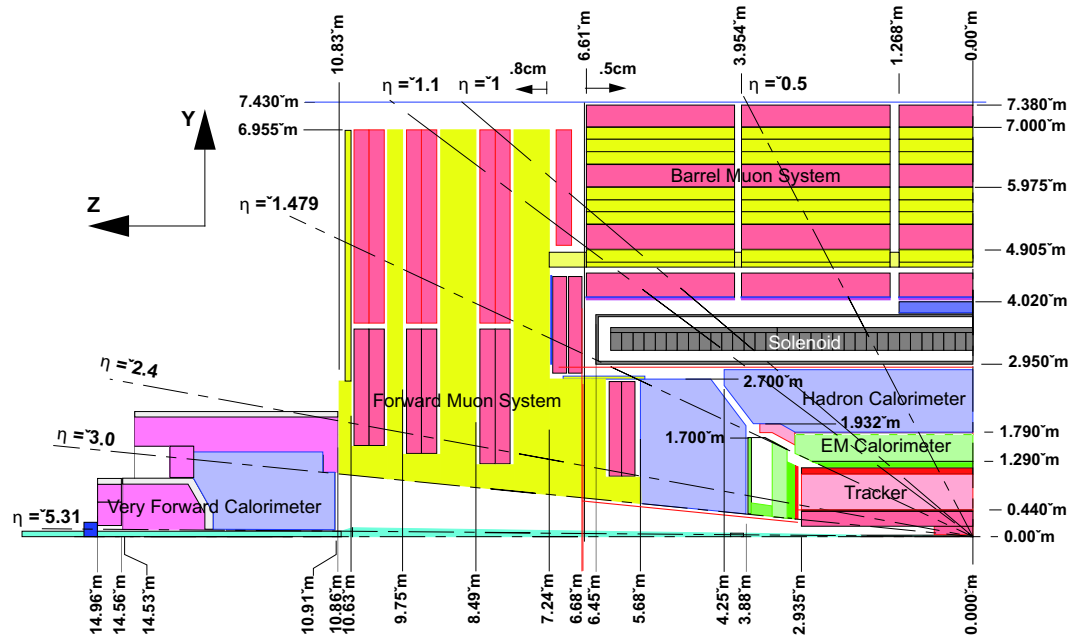 10.83˘m
6.61˘m
3.954˘m
1.268˘m
0.00˘m
.8cm
.5cm
η =˘1.1
η =˘1
η =˘0.5
7.430˘m
7.380˘m
Y
6.955˘m
7.000˘m
Barrel Muon System
5.975˘m
Z
η =˘1.479
4.905˘m
4.020˘m
Solenoid
2.950˘m
η =˘2.4
2.700˘m
Forward Muon System
Hadron Calorimeter
1.932˘m
η =˘3.0
1.700˘m
1.790˘m
EM Calorimeter
1.290˘m
Very Forward Calorimeter
Tracker
0.440˘m
η =˘5.31
0.00˘m
14.96˘m
14.56˘m
14.53˘m
10.91˘m
10.86˘m
10.63˘m
9.75˘m
8.49˘m
7.24˘m
6.68˘m
6.45˘m
5.68˘m
4.25˘m
3.88˘m
2.935˘m
0.000˘m